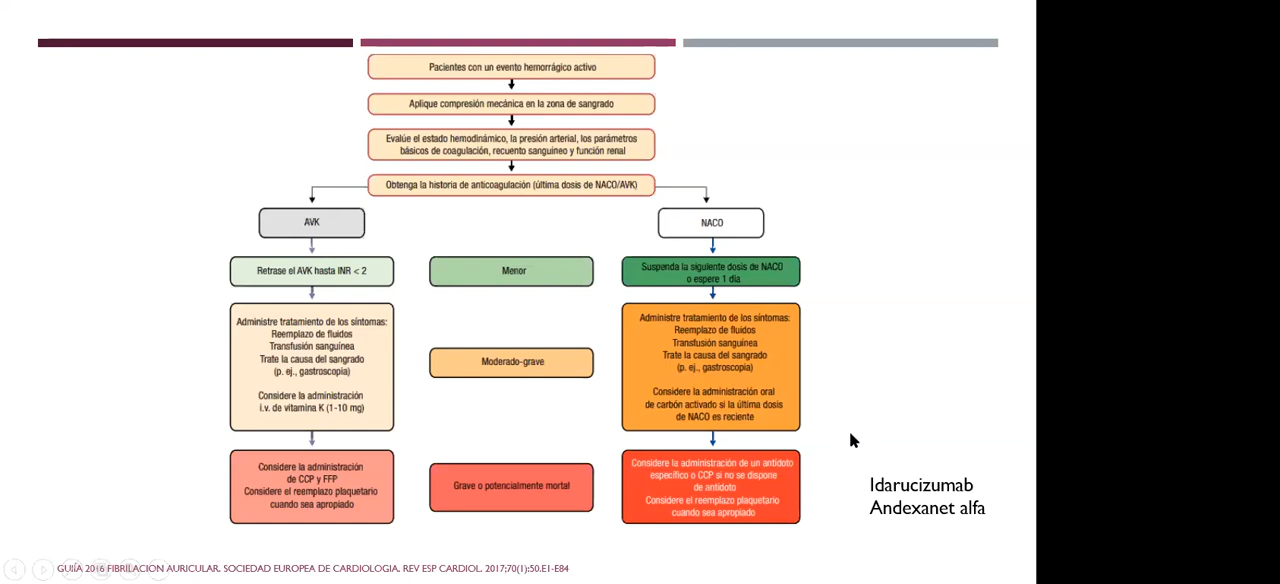 Pacientes con un evento hemorrágico activo
Aplique compresión mecánica en la zona de sangrado
Evalúe el estado hemodinámico, la presión arterial, los parámetros
básicos de coagulación, recuento sanguíneo y función renal
Obtenga la historia de anticoagulación (última dosis de NACO/AVK)
AVK
NACO
Retrase el AVK hasta INR < 2
Menor
Suspenda la siguiente dosis de NACO
o espere 1 día
Administre tratamiento de los síntomas:
Reemplazo de fluidos
Transfusión sanguínea
Trate la causa del sangrado
(p. ej., gastroscopia)
Considere la administración
i.v. de vitamina K (1-10 mg)
Moderado-grave
Administre tratamiento de los síntomas:
Reemplazo de fluidos
Transfusión sanguínea
Trate la causa del sangrado
(p. ej., gastroscopia)
Considere la administración oral
de carbón activado si la última dosis
de NACO es reciente
Considere la administración
de CCP y FFP
Considere el reemplazo plaquetario
cuando sea apropiado
Grave o potencialmente mortal
Considere la administración de un antídoto
específico o CCP si no se dispone
de antídoto
Considere el reemplazo plaquetario
cuando sea apropiado
Idarucizumab
Andexanet alfa
GUÍA 2016 FIBRILACION AURICULAR. SOCIEDAD EUROPEA DE CARDIOLOGIA. REV ESP CARDIOL. 2017;70(1):50.E1-E84